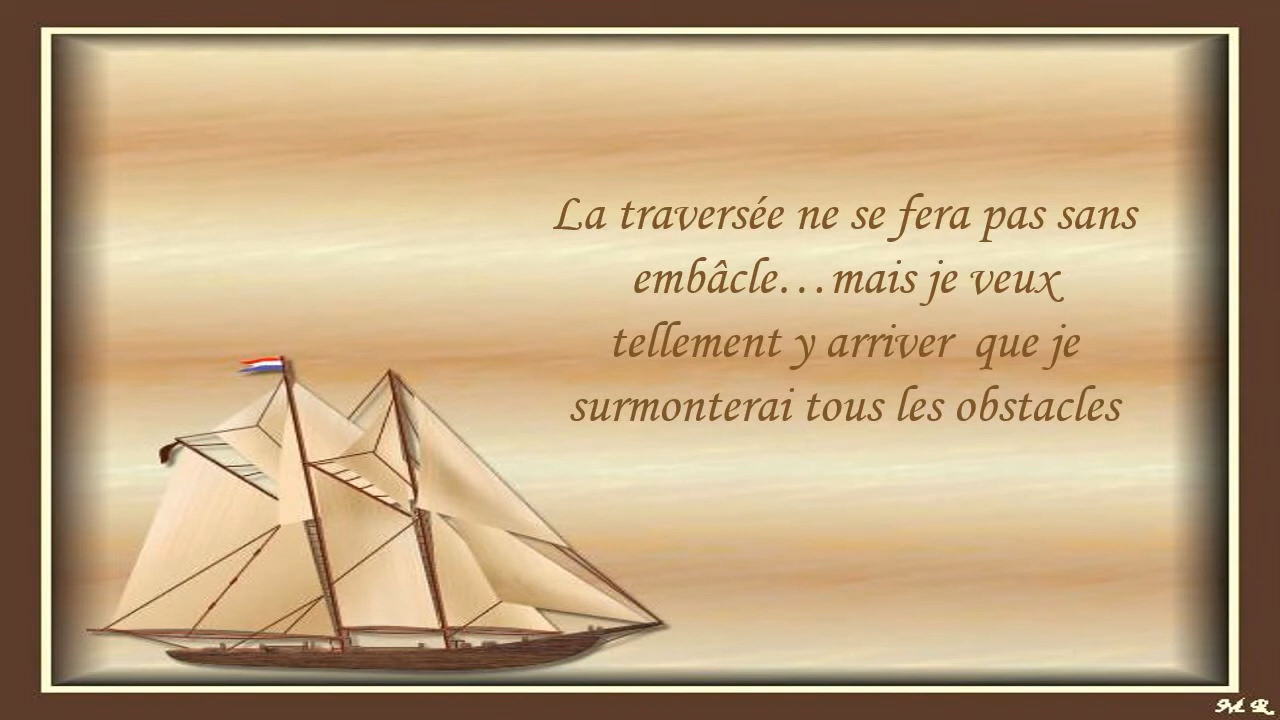 La traversée ne se fera pas sans
embâcle…mais je veux
tellement y arriver  que je
surmonterai tous les obstacles
M R